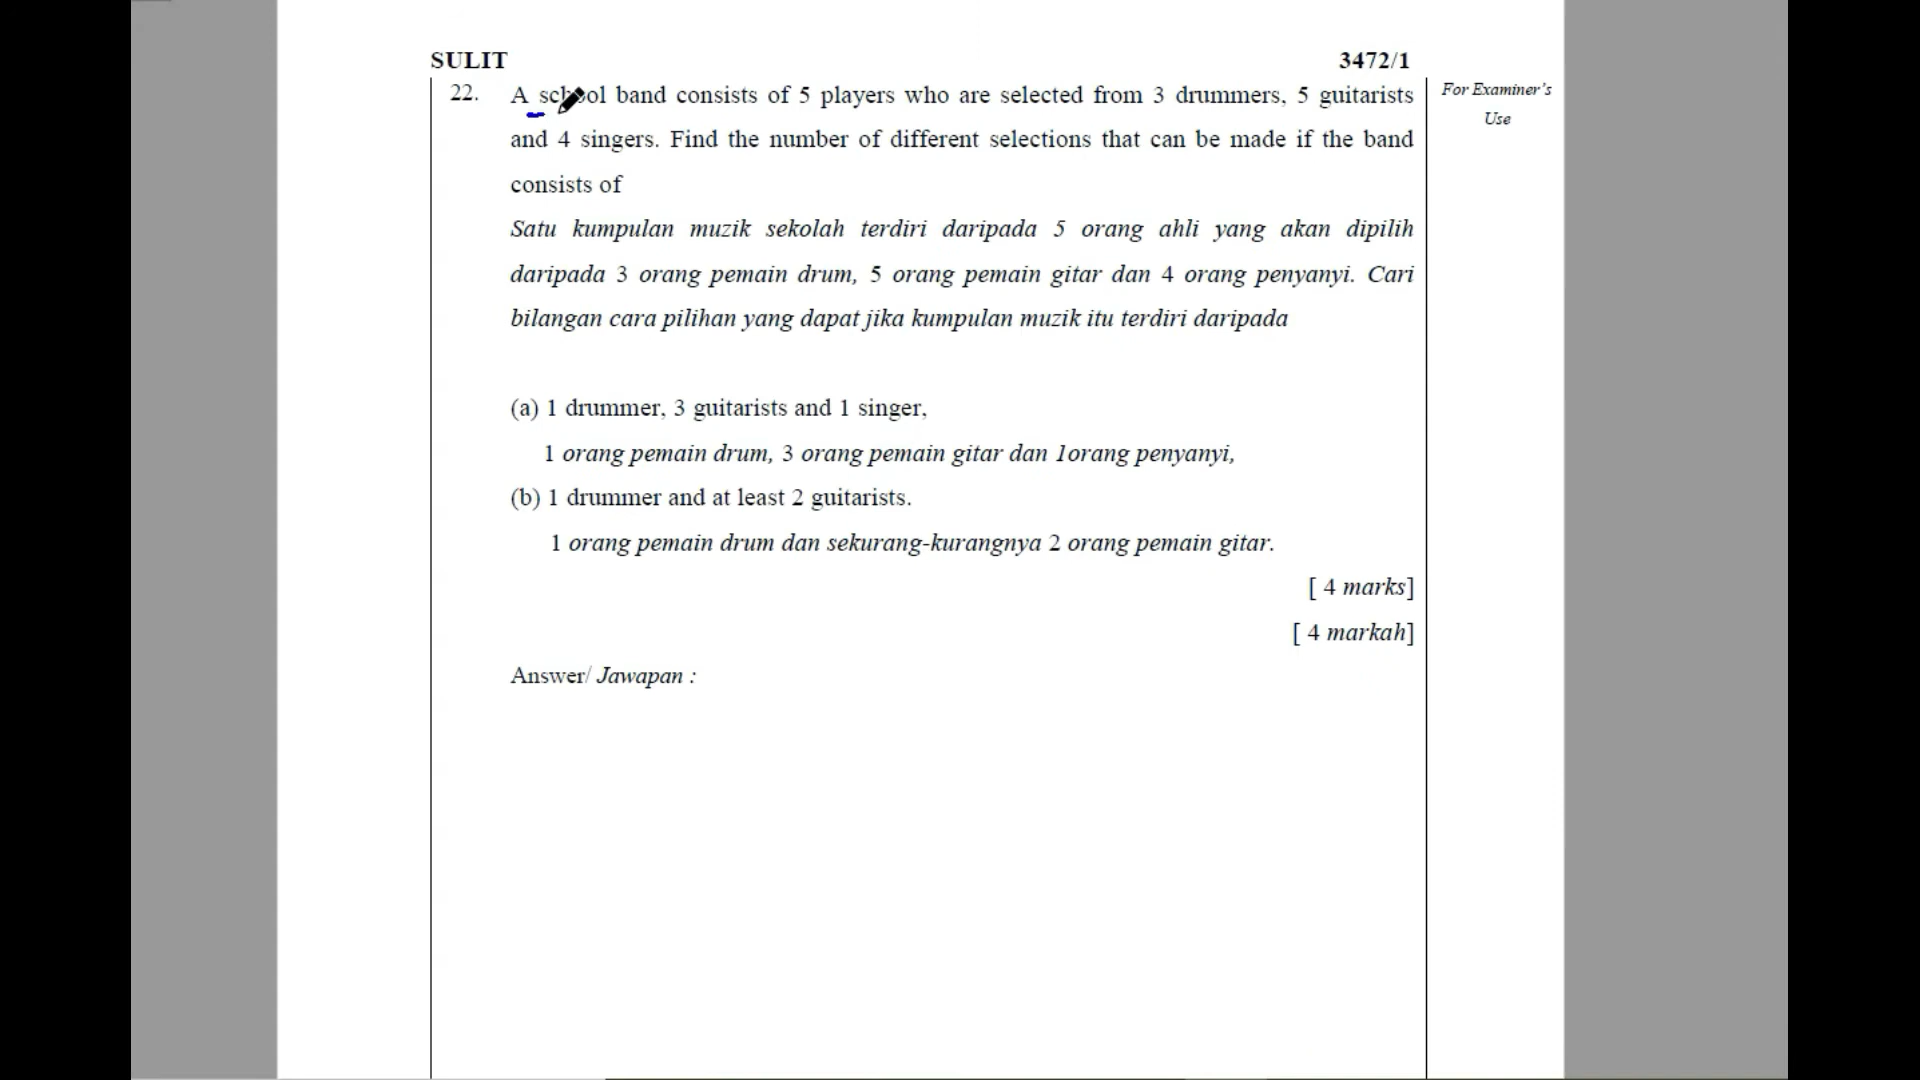 SULIT 3472/1
22. A school band consists of 5 players who are selected from 3 drummers, 5 guitarists
For Examiner's
Use
and 4 singers. Find the number of different selections that can be made if the band
consists of
Satu kumpulan muzik sekolah terdiri daripada 5 orang ahli yang akan dipilih
daripada 3 orang pemain drum, 5 orang pemain gitar dan 4 orang penyanyi. Cari
bilangan cara pilihan yang dapat jika kumpulan muzik itu terdiri daripada
(a) 1 drummer, 3 guitarists and 1 singer,
1 orang pemain drum, 3 orang pemain gitar dan 1orang penyanyi,
(b) 1 drummer and at least 2 guitarists.
1 orang pemain drum dan sekurang-kurangnya 2 orang pemain gitar.
[ 4 marks]
[ 4 markah]
Answer/ Jawapan :